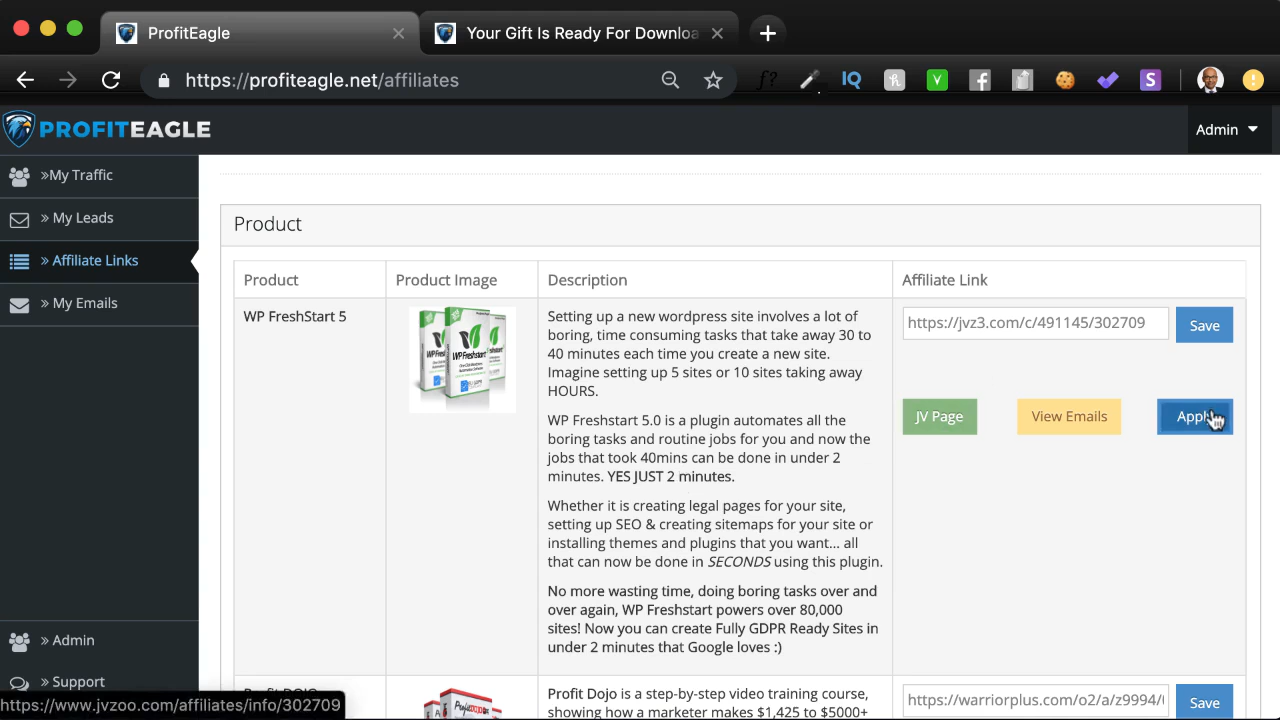 ProfitEagle
Your Gift Is Ready For Downloa
https://profiteagle.net/affiliates
PROFITEAGLE
Admin
»My Traffic
» My Leads
» Affiliate Links
» My Emails
» Admin
» Support
Product
Product
Product Image
Description
Affiliate Link
WP FreshStart 5
Setting up a new wordpress site involves a lot of
boring, time consuming tasks that take away 30 to
40 minutes each time you create a new site.
Imagine setting up 5 sites or 10 sites taking away
HOURS.
WP Freshstart 5.0 is a plugin automates all the
boring tasks and routine jobs for you and now the
jobs that took 40mins can be done in under 2
minutes. YES JUST 2 minutes.
Whether it is creating legal pages for your site,
setting up SEO & creating sitemaps for your site or
installing themes and plugins that you want... all
that can now be done in SECONDS using this plugin.
No more wasting time, doing boring tasks over and
over again, WP Freshstart powers over 80,000
sites! Now you can create Fully GDPR Ready Sites in
under 2 minutes that Google loves :)
https://jvz3.com/c/491145/302709
Save
JV Page
View Emails
Apply
Profit DOJO
Profit Dojo is a step-by-step video training course,
showing how a marketer makes $1,425 to $5000+
https://warriorplus.com/o2/a/z9994/
Save
https://www.jvzoo.com/affiliates/info/302709